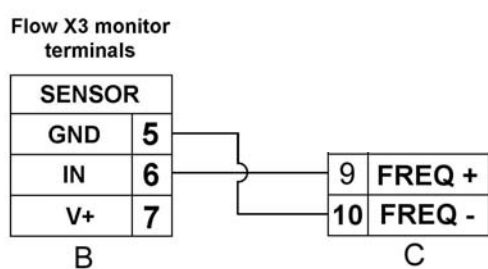 Flow X3 monitor
terminals
SENSOR
GND 5
IN 6
V+ 7
B
9 FREQ +
10 FREQ -
C